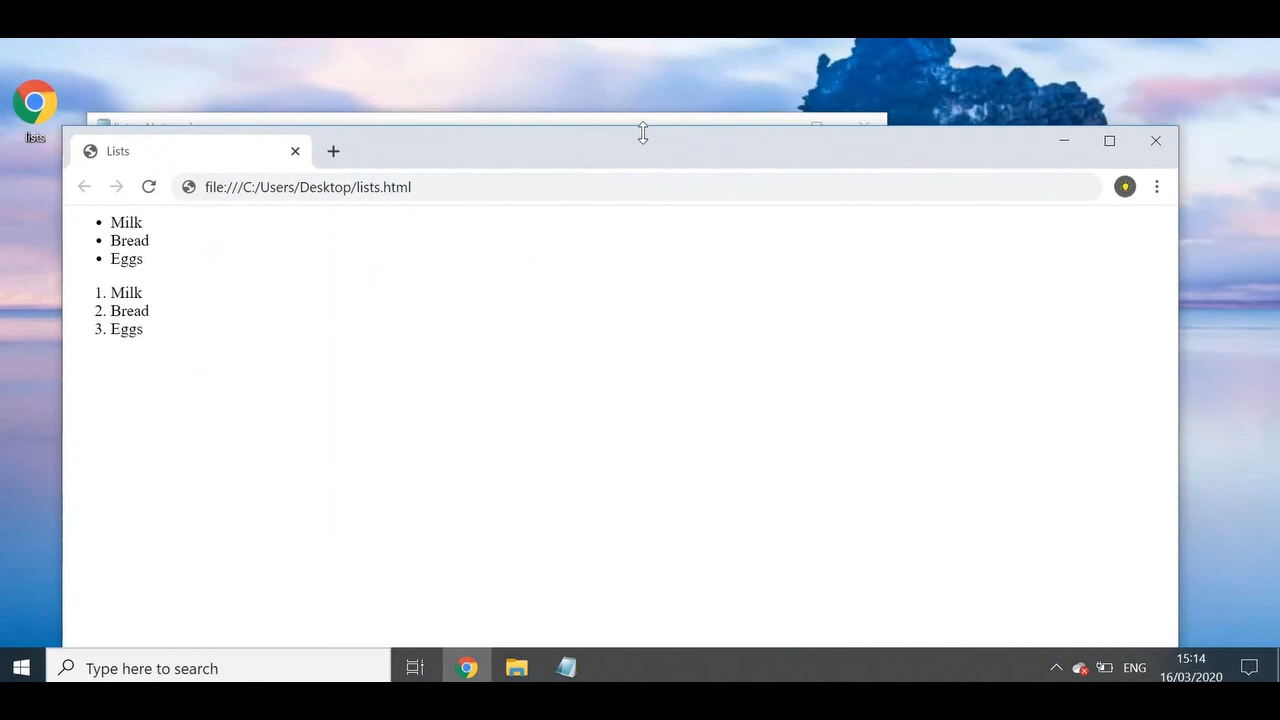 lists
Lists
file:///C:/Users/Desktop/lists.html
• Milk
• Bread
• Eggs
1. Milk
2. Bread
3. Eggs
Type here to search
ENG
15:14
16/03/2020